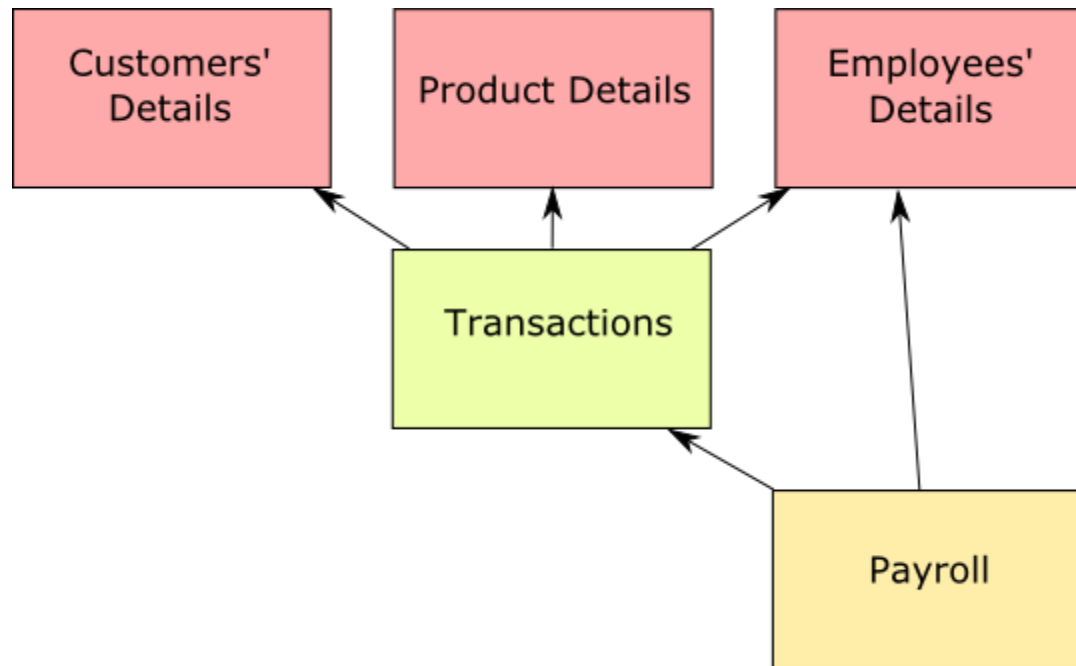 Customers'
Details
Product Details
Employees'
Details
Transactions
Payroll